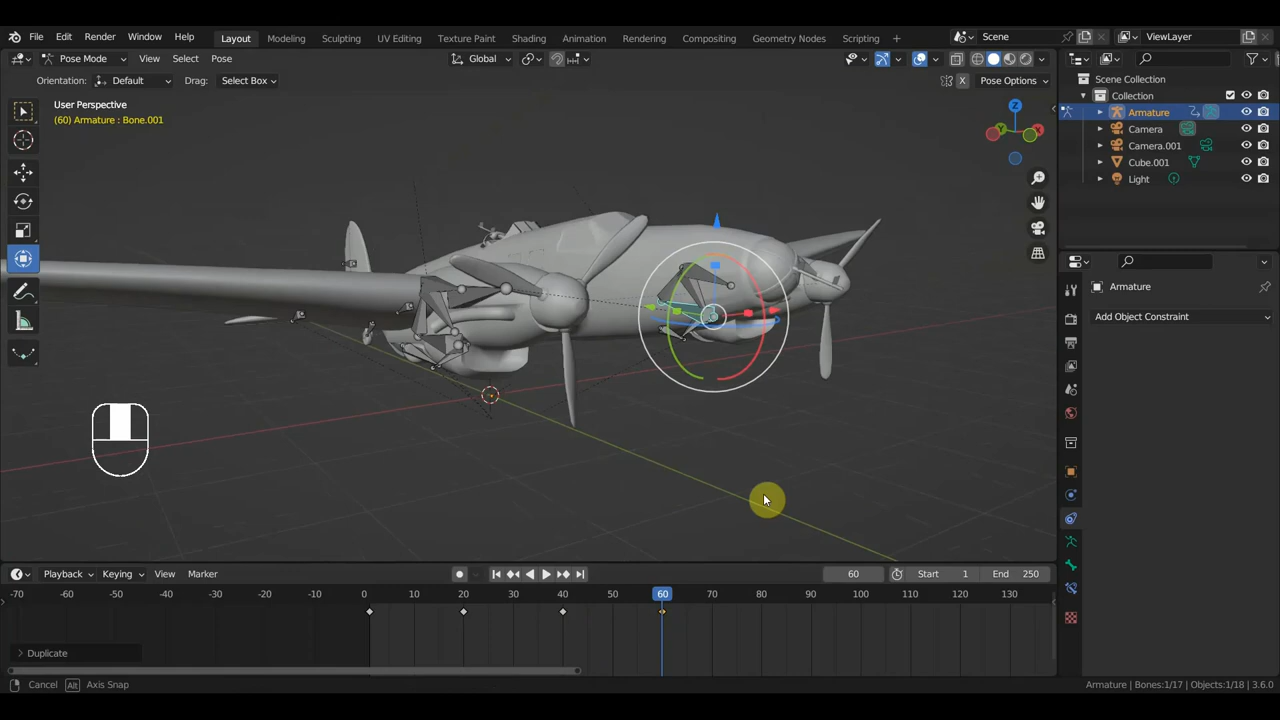 File Edit Render Window Help Layout Modeling Sculpting UV Editing Texture Paint Shading Animation Rendering Compositing Geometry Nodes Scripting + Scene ViewLayer
Pose Mode View Select Pose Global
Orientation: Default Drag: Select Box X Pose Options
User Perspective
(60) Armature : Bone.001
Z
Y
X
Scene Collection
Collection
Armature
Camera
Camera.001
Cube.001
Light
Armature
Add Object Constraint
Duplicate
Playback Keying View Marker 60 Start 1 End 250
-70 -60 -50 -40 -30 -20 -10 0 10 20 30 40 50 60 70 80 90 100 110 120 130
Cancel Alt Axis Snap Armature | Bones:1/17 | Objects:1/18 | 3.6.0